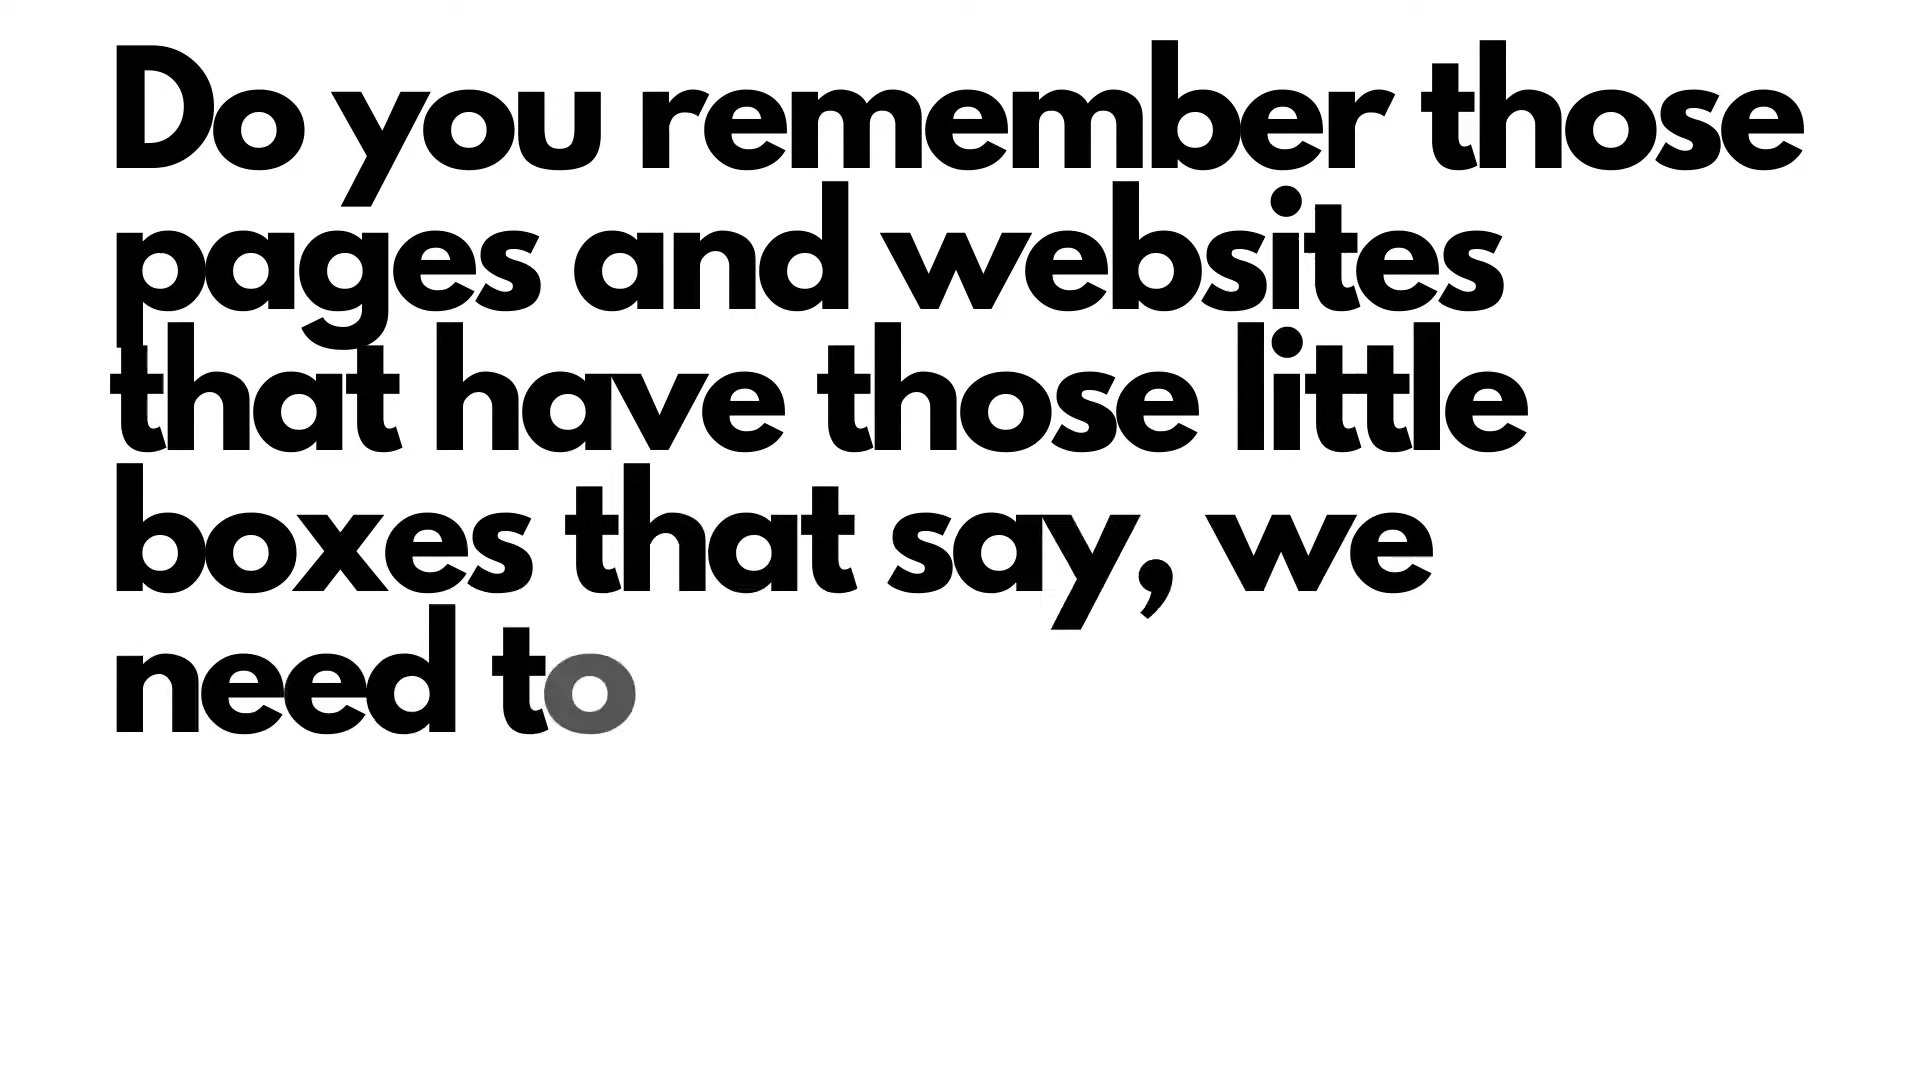 Do you remember those
pages and websites
that have those little
boxes that say, we
need to